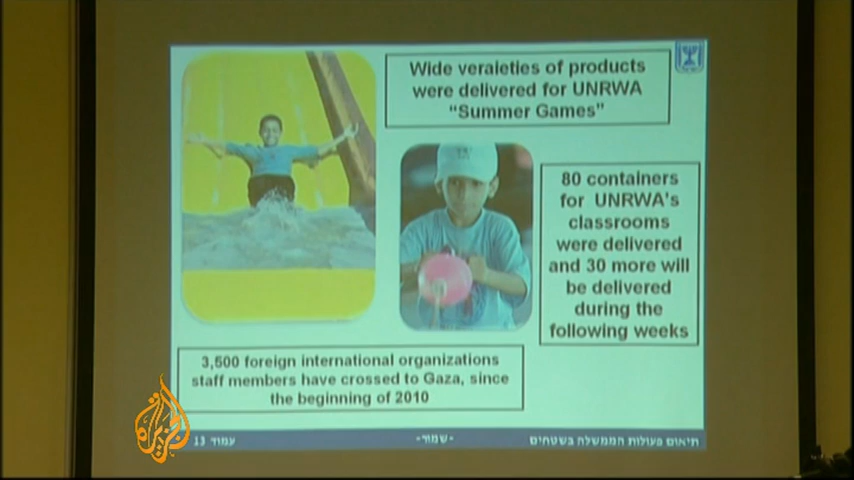 Wide veraieties of products
were delivered for UNRWA
“Summer Games”
80 containers
for UNRWA's
classrooms
were delivered
and 30 more will
be delivered
during the
following weeks
3,500 foreign international organizations
staff members have crossed to Gaza, since
the beginning of 2010
תיאום פעולות הממשלה בשטחים
-שמור-
עמוד 13
الجزيرة